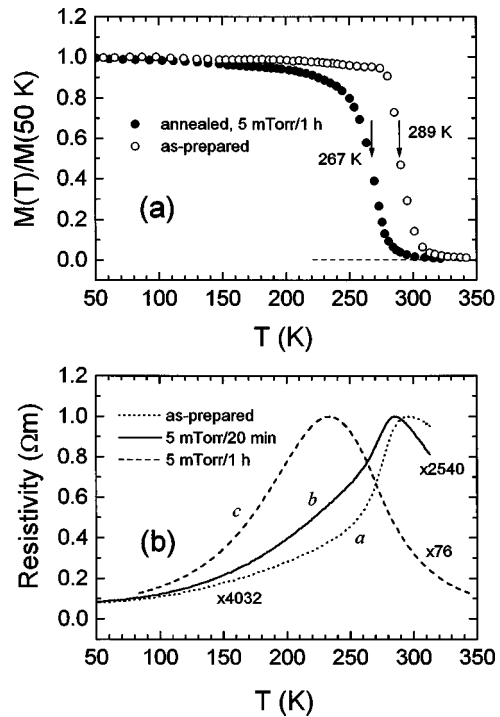 1.0
0.8
0.6
0.4
0.2
0.0
M(T)/M(50 K)
annealed, 5 mTorr/1 h
as-prepared
267 K
289 K
(a)
50 100 150 200 250 300 350
T (K)
1.2
1.0
0.8
0.6
0.4
0.2
0.0
Resistivity (Ωm)
as-prepared
5 mTorr/20 min
5 mTorr/1 h
x2540
c
b
a
x76
(b)
x4032
50 100 150 200 250 300 350
T (K)